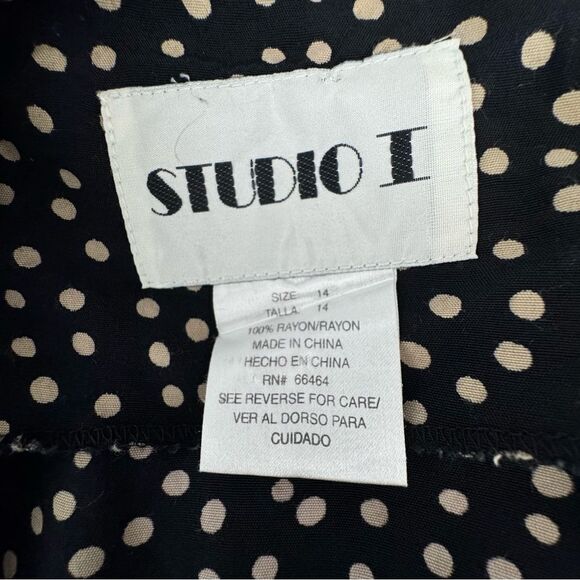 STUDIO I
SIZE 14
TALLA 14
100% RAYON/RAYON
MADE IN CHINA
HECHO EN CHINA
RN# 66464
SEE REVERSE FOR CARE/
VER AL DORSO PARA
CUIDADO